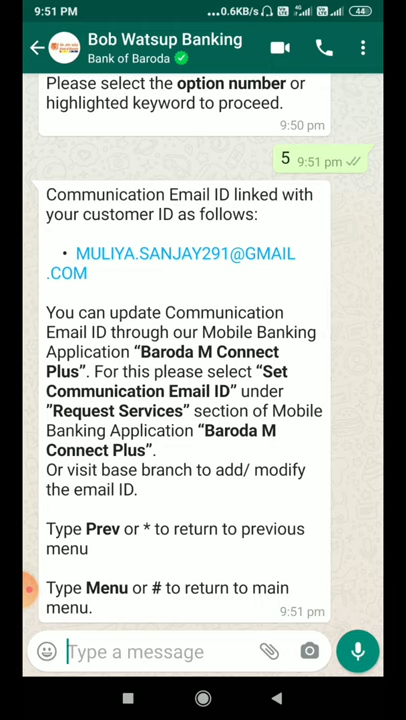 9:51 PM
...0.6KB/s
44
Bob Watsup Banking
Bank of Baroda
Please select the option number or
highlighted keyword to proceed.
9:50 pm
5 9:51 pm
Communication Email ID linked with
your customer ID as follows:
• MULIYA.SANJAY291@GMAIL
.COM
You can update Communication
Email ID through our Mobile Banking
Application “Baroda M Connect
Plus”. For this please select “Set
Communication Email ID” under
”Request Services” section of Mobile
Banking Application “Baroda M
Connect Plus”.
Or visit base branch to add/ modify
the email ID.
Type Prev or * to return to previous
menu
Type Menu or # to return to main
menu.
9:51 pm
Type a message